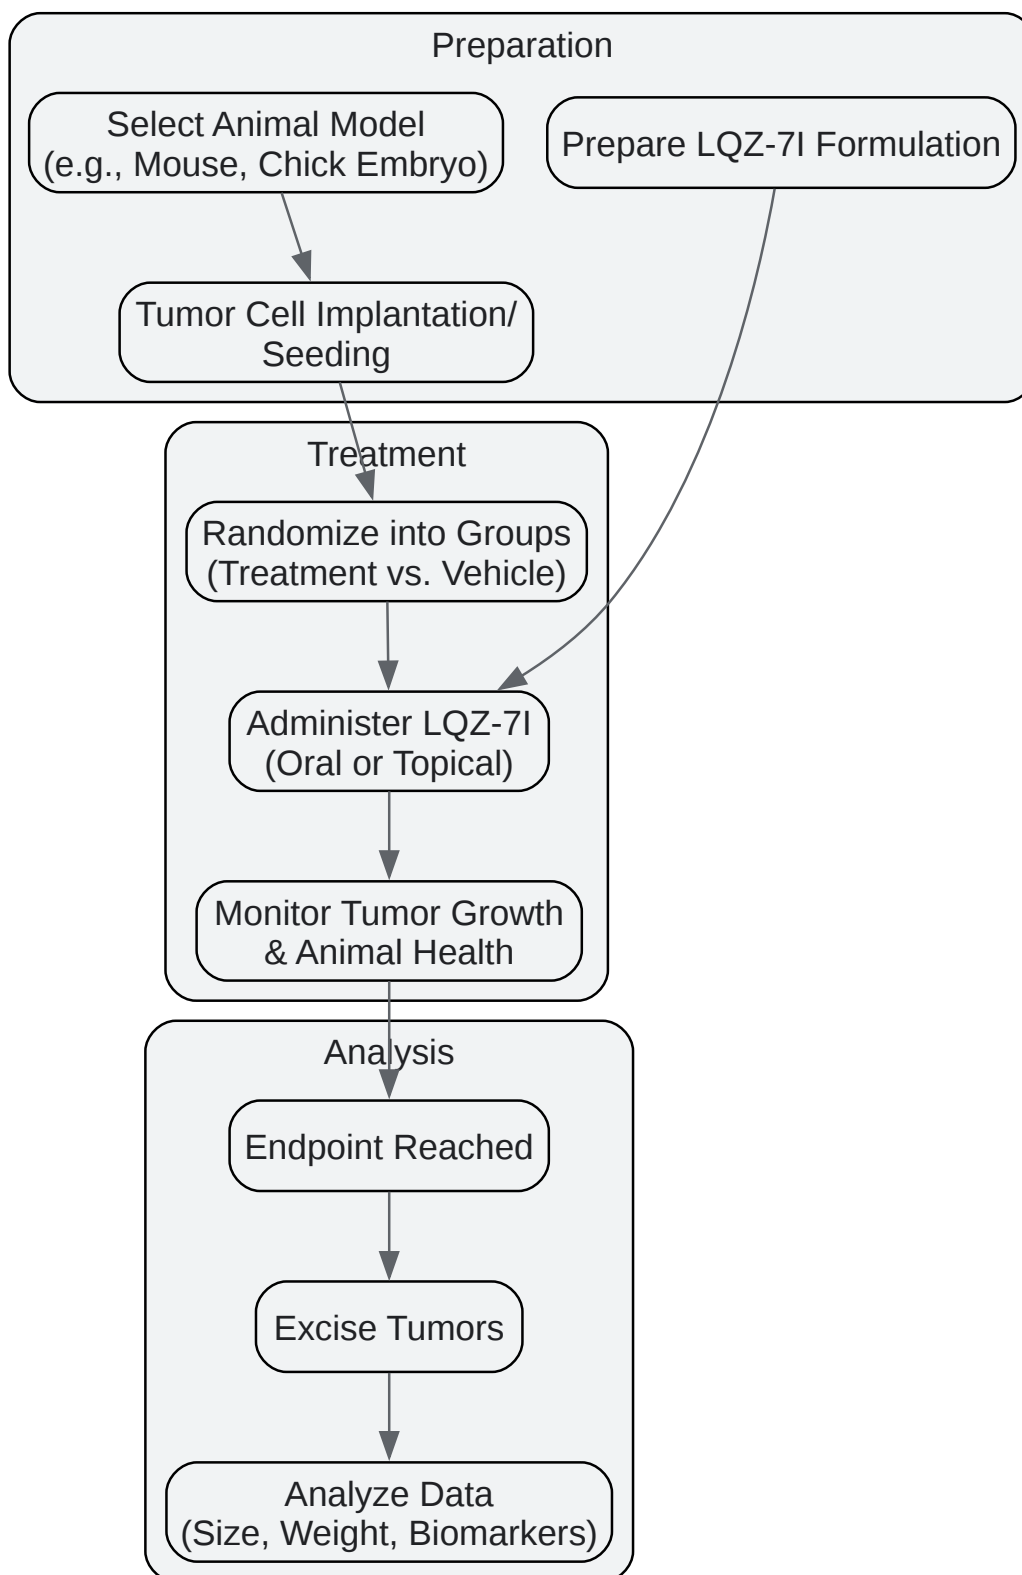 Preparation
Select Animal Model
(e.g., Mouse, Chick Embryo)
Prepare LQZ-7I Formulation
Tumor Cell Implantation/
Seeding
Treatment
Randomize into Groups
(Treatment vs. Vehicle)
Administer LQZ-7I
(Oral or Topical)
Monitor Tumor Growth
& Animal Health
Analysis
Endpoint Reached
Excise Tumors
Analyze Data
(Size, Weight, Biomarkers)